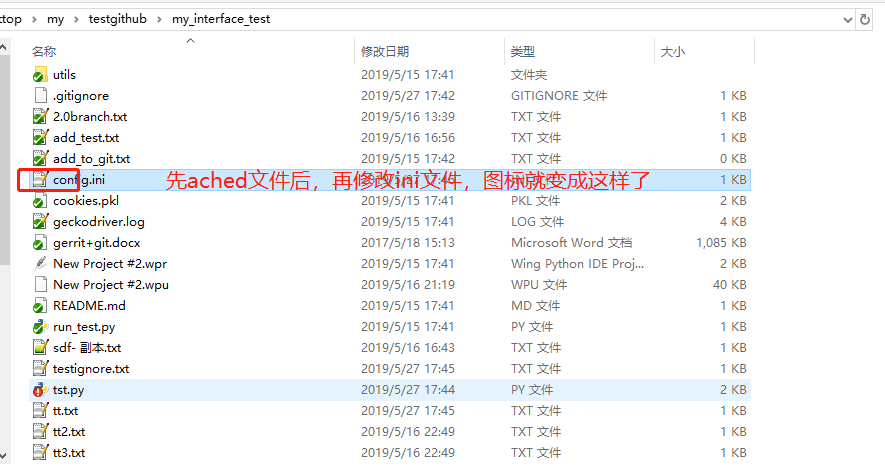 ttop > my > testgithub > my_interface_test
名称 修改日期 类型 大小
utils 2019/5/15 17:41 文件夹
.gitignore 2019/5/27 17:42 GITIGNORE 文件 1 KB
2.0branch.txt 2019/5/16 13:39 TXT 文件 1 KB
add_test.txt 2019/5/16 16:56 TXT 文件 1 KB
add_to_git.txt 2019/5/15 17:42 TXT 文件 0 KB
config.ini 先ached文件后，再修改ini文件，图标就变成这样了 1 KB
cookies.pkl 2019/5/15 17:41 PKL 文件 2 KB
geckodriver.log 2019/5/15 17:41 LOG 文件 4 KB
gerrit+git.docx 2017/5/18 15:13 Microsoft Word 文档 1,085 KB
New Project #2.wpr 2019/5/15 17:41 Wing Python IDE Proj... 2 KB
New Project #2.wpu 2019/5/16 21:19 WPU 文件 40 KB
README.md 2019/5/15 17:41 MD 文件 1 KB
run_test.py 2019/5/15 17:41 PY 文件 1 KB
sdf- 副本.txt 2019/5/16 16:43 TXT 文件 1 KB
testignore.txt 2019/5/27 17:45 TXT 文件 1 KB
tst.py 2019/5/27 17:44 PY 文件 2 KB
tt.txt 2019/5/27 17:45 TXT 文件 1 KB
tt2.txt 2019/5/16 22:49 TXT 文件 1 KB
tt3.txt 2019/5/16 22:49 TXT 文件 1 KB